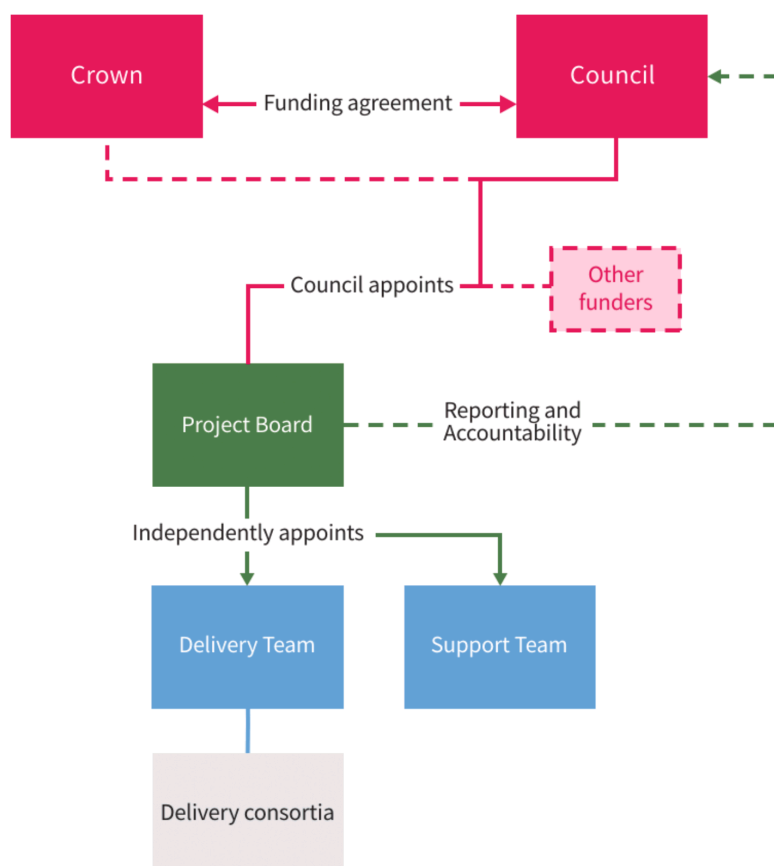 Crown
Council
Funding agreement
Other
funders
Council appoints
Project Board
Reporting and
Accountability
Independently appoints
Delivery Team
Support Team
Delivery consortia